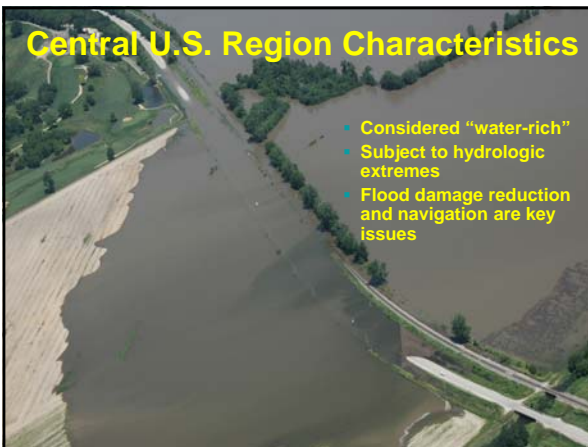 Central U.S. Region Characteristics
• Considered “water-rich”
• Subject to hydrologic
extremes
• Flood damage reduction
and navigation are key
issues